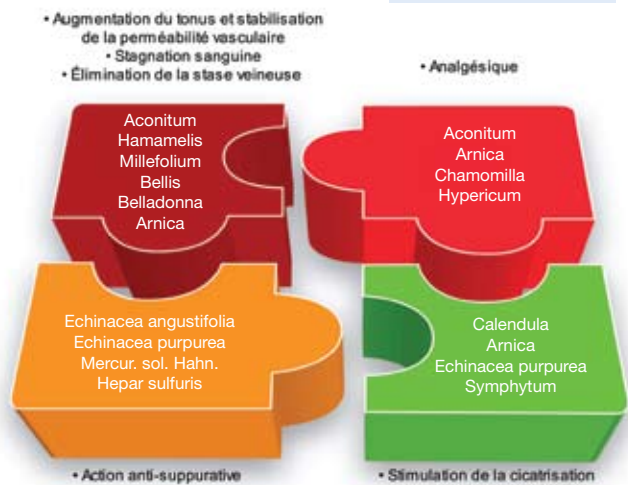 • Augmentation du tonus et stabilisation
de la perméabilité vasculaire
• Stagnation sanguine
• Élimination de la stase veineuse
• Analgésique
Aconitum
Hamamelis
Millefolium
Bellis
Belladonna
Arnica
Aconitum
Arnica
Chamomilla
Hypericum
Echinacea angustifolia
Echinacea purpurea
Mercur. sol. Hahn.
Hepar sulfuris
Calendula
Arnica
Echinacea purpurea
Symphytum
• Action anti-suppurative
• Stimulation de la cicatrisation